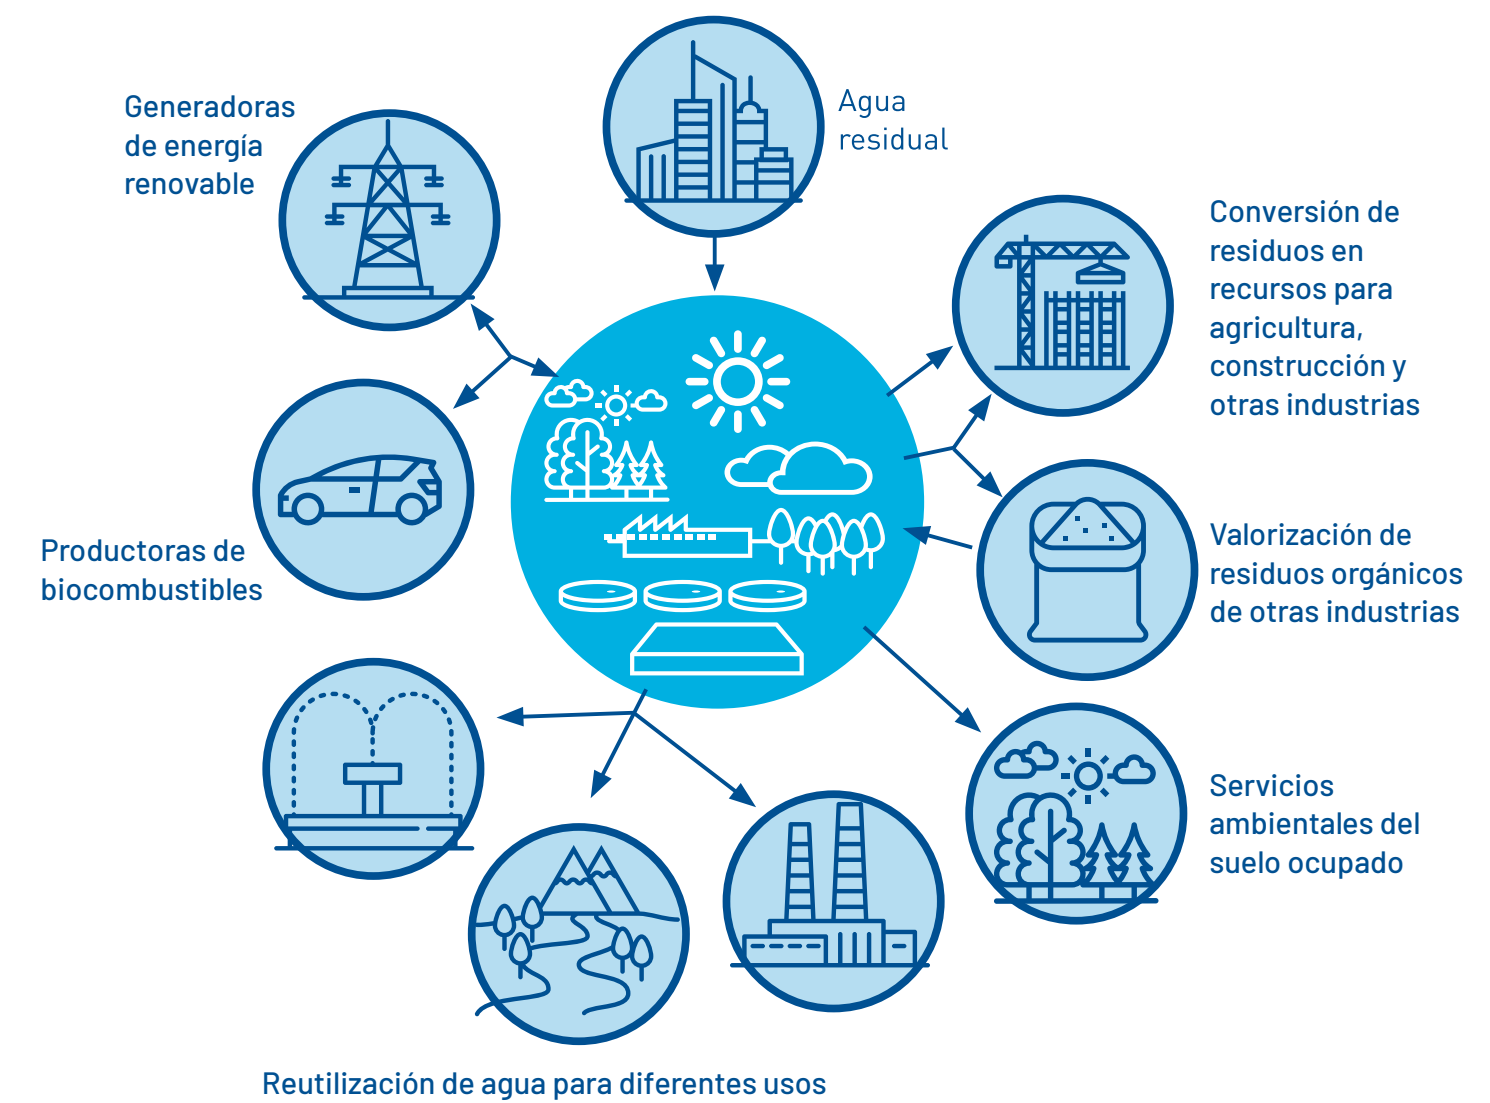 Generadoras
de energía
renovable
Agua
residual
Conversión de
residuos en
recursos para
agricultura,
construcción y
otras industrias
Productoras de
biocombustibles
Valorización de
residuos orgánicos
de otras industrias
Servicios
ambientales del
suelo ocupado
Reutilización de agua para diferentes usos